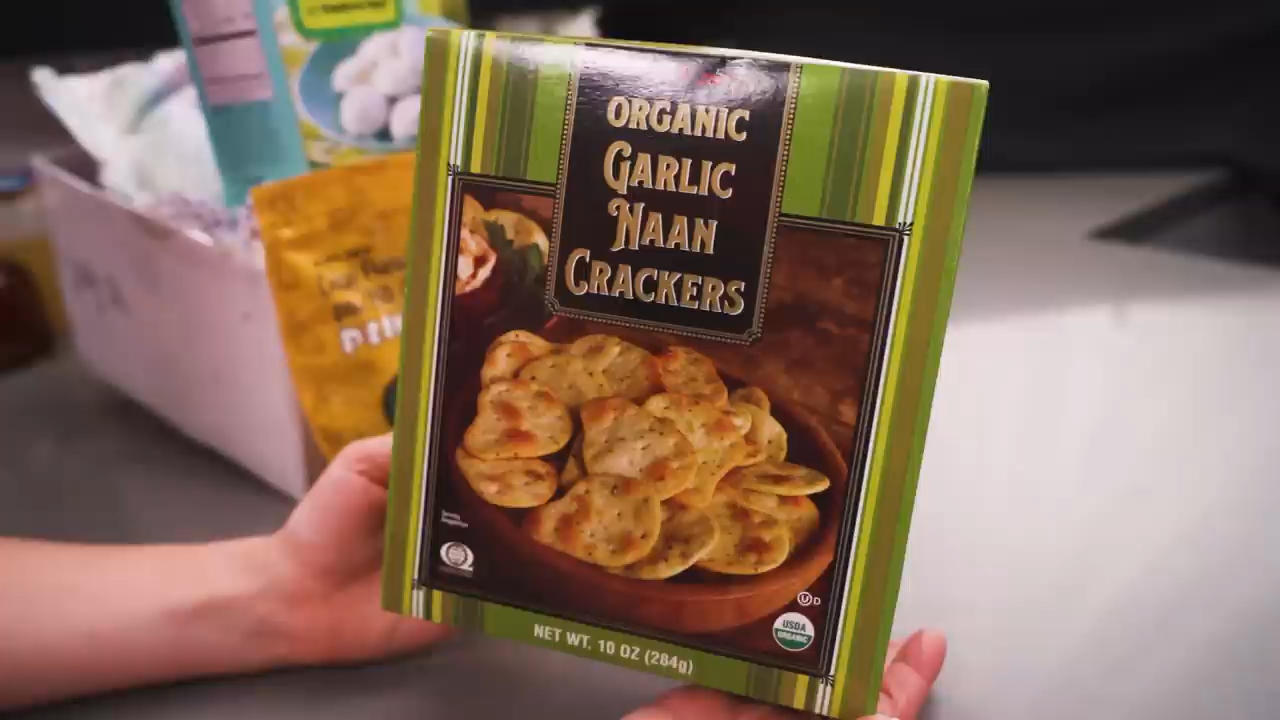 ORGANIC
GARLIC
NAAN
CRACKERS
U D
USDA
ORGANIC
NET WT. 10 OZ (284g)